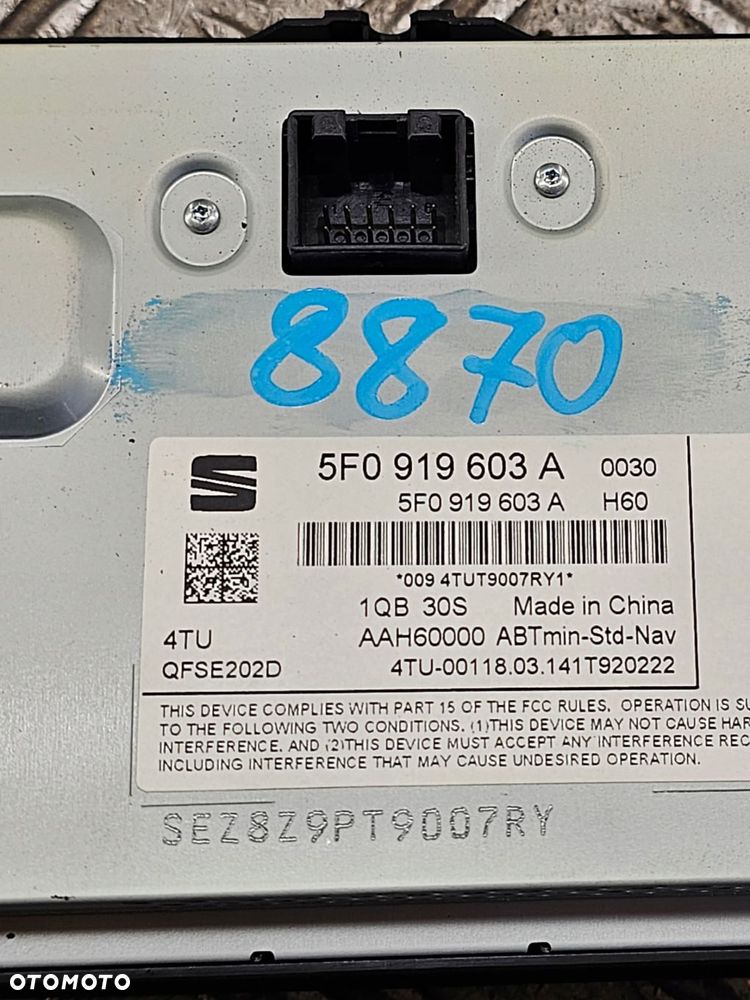 8870
5F0 919 603 A 0030
5F0 919 603 A H60
*009 4TUT9007RY1*
1QB 30S Made in China
4TU AAH60000 ABTmin-Std-Nav
QFSE202D 4TU-00118.03.141T920222
THIS DEVICE COMPLIES WITH PART 15 OF THE FCC RULES. OPERATION IS SU
TO THE FOLLOWING TWO CONDITIONS, (1)THIS DEVICE MAY NOT CAUSE HAR
INTERFERENCE. AND (2)THIS DEVICE MUST ACCEPT ANY INTERFERENCE REC
INCLUDING INTERFERENCE THAT MAY CAUSE UNDESIRED OPERATION.
SEZ8Z9PT9007RY
OTOMOTO